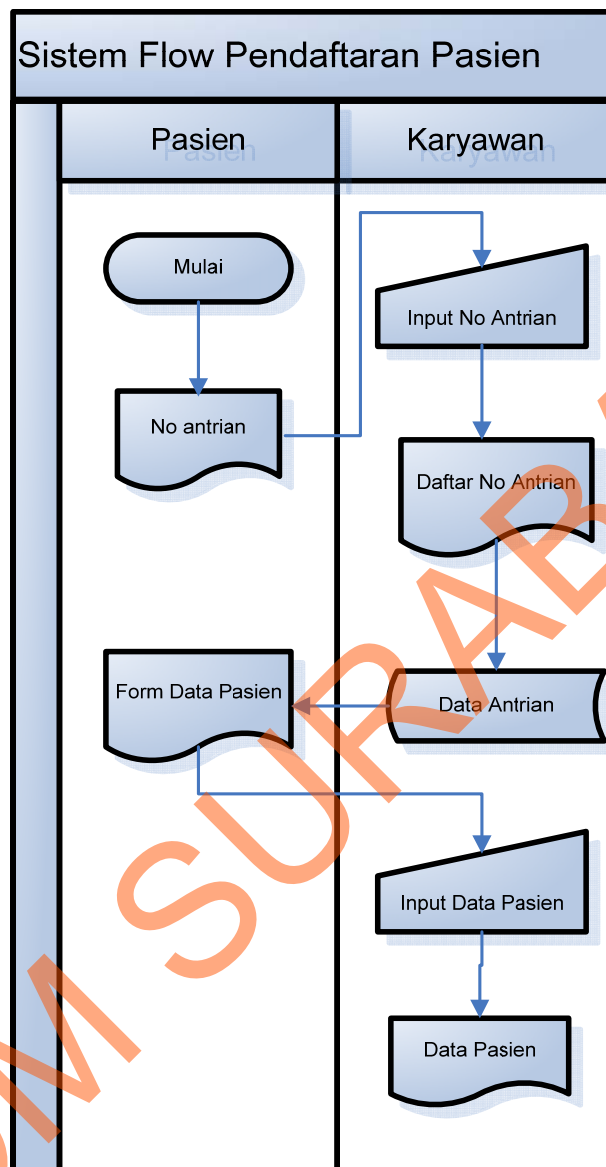 Sistem Flow Pendaftaran Pasien
Pasien
Karyawan
Mulai
Input No Antrian
No antrian
Daftar No Antrian
Form Data Pasien
Data Antrian
Input Data Pasien
Data Pasien